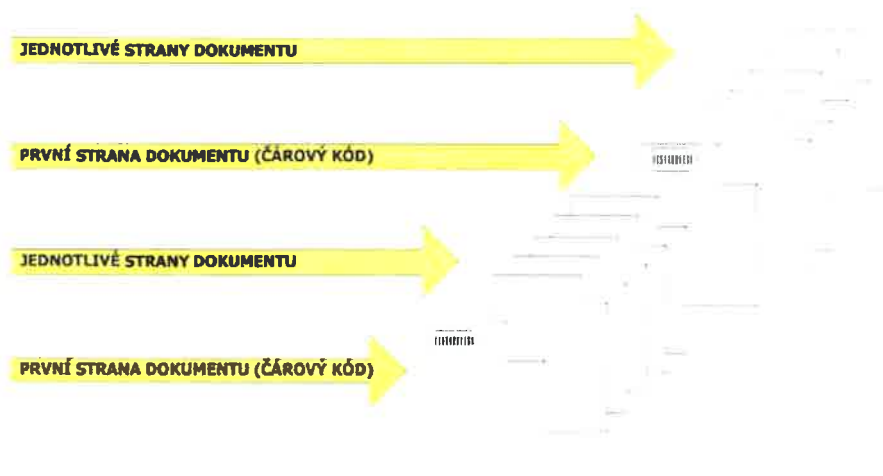 JEDNOTLIVÉ STRANY DOKUMENTU
PRVNÍ STRANA DOKUMENTU (ČÁROVÝ KÓD)
JEDNOTLIVÉ STRANY DOKUMENTU
PRVNÍ STRANA DOKUMENTU (ČÁROVÝ KÓD)